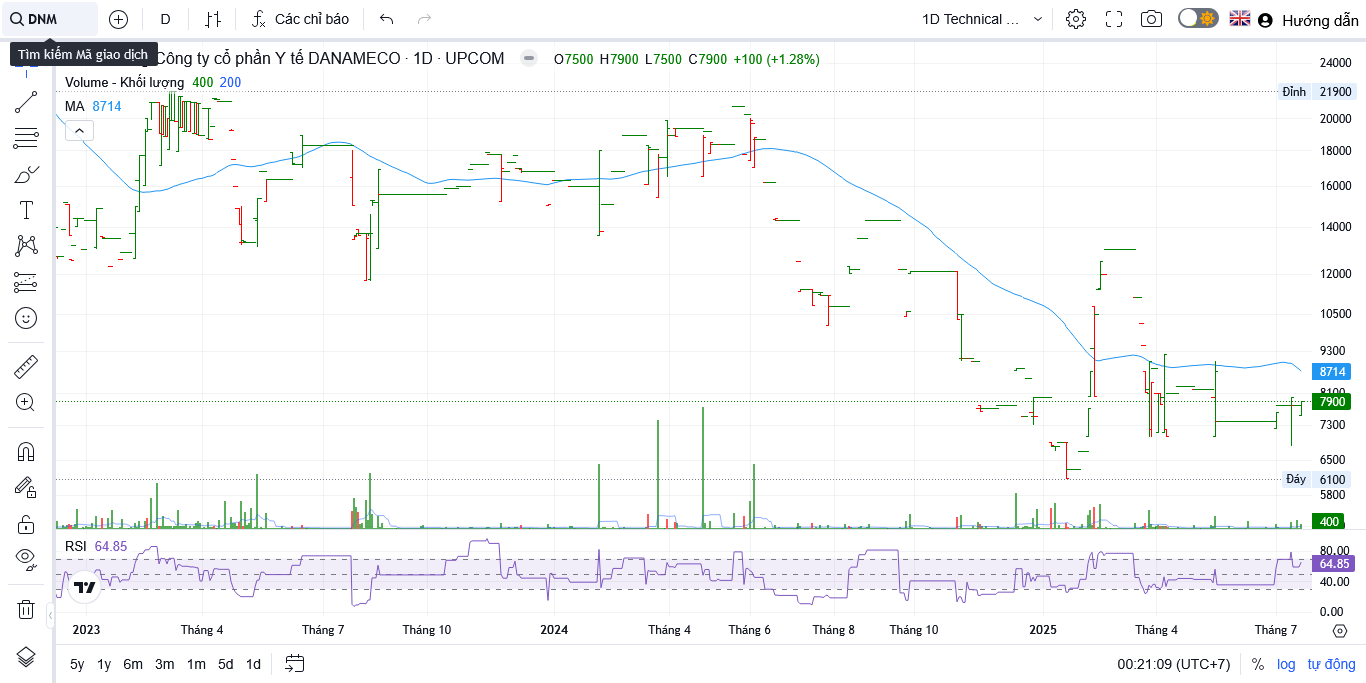 DNM
D
Các chỉ báo
1D Technical ...
Hướng dẫn
Tìm kiếm Mã giao dịch
Công ty cổ phần Y tế DANAMECO · 1D · UPCOM
O7500 H7900 L7500 C7900 +100 (+1.28%)
Volume - Khối lượng 400 200
MA 8714
24000
Đỉnh 21900
20000
18000
16000
14000
12000
10500
9300
8714
8100
7900
7300
6500
Đáy 6100
5800
400
RSI 64.85
80.00
64.85
40.00
0.00
2023 Tháng 4 Tháng 7 Tháng 10 2024 Tháng 4 Tháng 6 Tháng 8 Tháng 10 2025 Tháng 4 Tháng 7
5y 1y 6m 3m 1m 5d 1d
00:21:09 (UTC+7) % log tự động